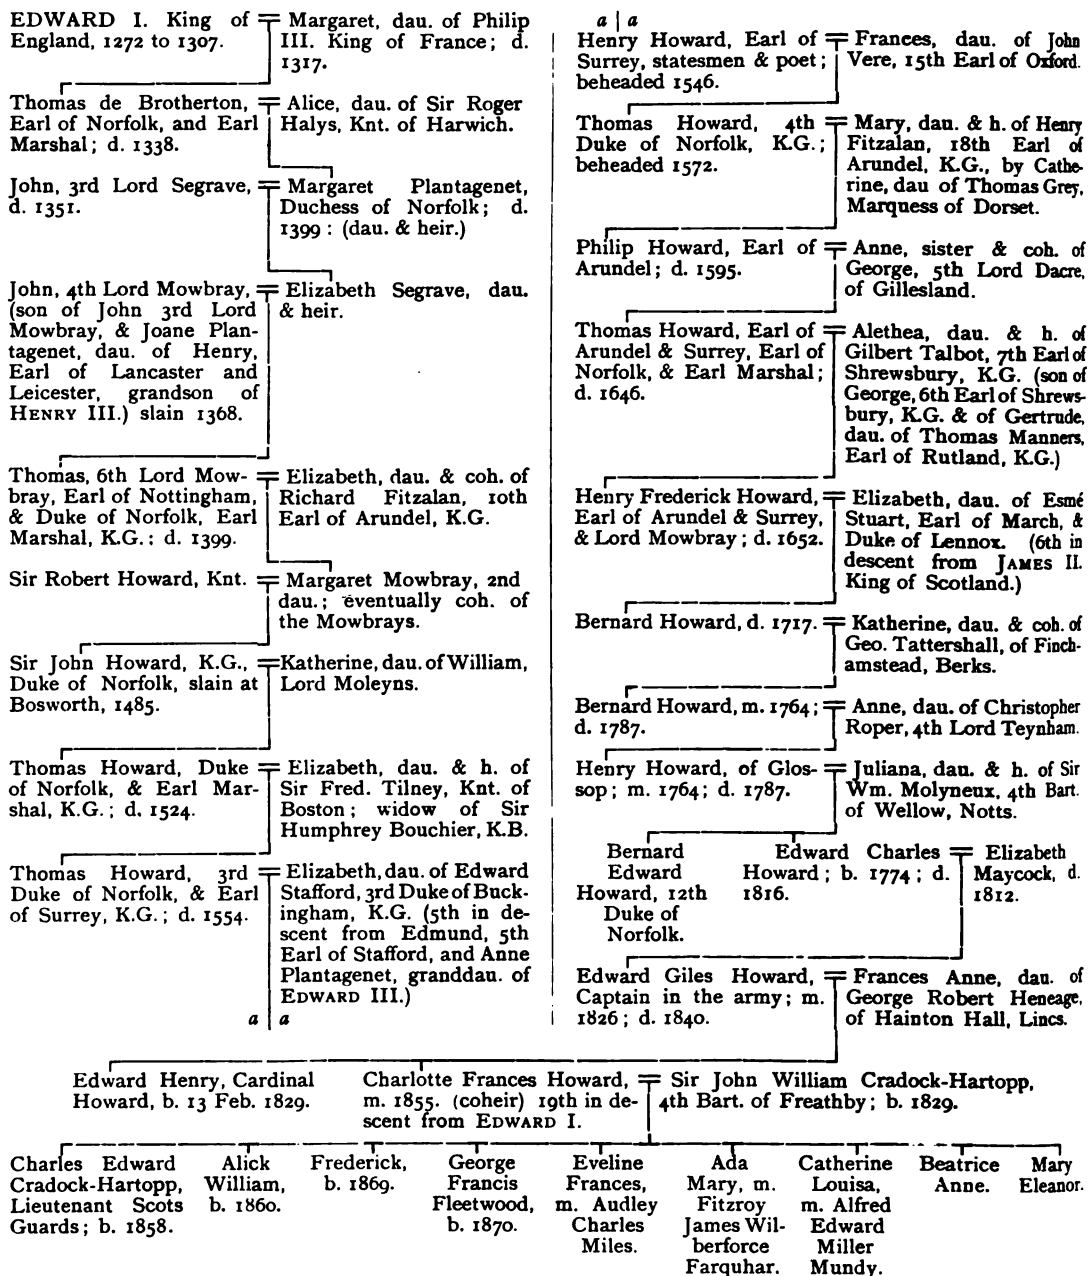 EDWARD I. King of
England, 1272 to 1307.
Margaret, dau. of Philip
III. King of France; d.
1317.
Thomas de Brotherton,
Earl of Norfolk, and Earl
Marshal; d. 1338.
Alice, dau. of Sir Roger
Halys, Knt. of Harwich.
John, 3rd Lord Segrave,
d. 1351.
Margaret Plantagenet,
Duchess of Norfolk; d.
1399: (dau. & heir.)
John, 4th Lord Mowbray,
(son of John 3rd Lord
Mowbray, & Joane Plan-
tagenet, dau. of Henry,
Earl of Lancaster and
Leicester, grandson of
HENRY III.) slain 1368.
Elizabeth Segrave, dau.
& heir.
Thomas, 6th Lord Mow-
bray, Earl of Nottingham,
& Duke of Norfolk, Earl
Marshal, K.G.: d. 1399.
Elizabeth, dau. & coh. of
Richard Fitzalan, 10th
Earl of Arundel, K.G.
Sir Robert Howard, Knt.
Margaret Mowbray, 2nd
dau.; eventually coh. of
the Mowbrays.
Sir John Howard, K.G.,
Duke of Norfolk, slain at
Bosworth, 1485.
Katherine, dau. of William,
Lord Moleyns.
Thomas Howard, Duke
of Norfolk, & Earl Mar-
shal, K.G.; d. 1524.
Elizabeth, dau. & h. of
Sir Fred. Tilney, Knt. of
Boston; widow of Sir
Humphrey Bouchier, K.B.
Thomas Howard, 3rd
Duke of Norfolk, & Earl
of Surrey, K.G.; d. 1554.
Elizabeth, dau. of Edward
Stafford, 3rd Duke of Buck-
ingham, K.G. (5th in de-
scent from Edmund, 5th
Earl of Stafford, and Anne
Plantagenet, granddau. of
EDWARD III.)
a | a
a | a
Henry Howard, Earl of
Surrey, statesmen & poet;
beheaded 1546.
Frances, dau. of John
Vere, 15th Earl of Oxford.
Thomas Howard, 4th
Duke of Norfolk, K.G.;
beheaded 1572.
Mary, dau. & h. of Henry
Fitzalan, 18th Earl of
Arundel, K.G., by Cathe-
rine, dau of Thomas Grey,
Marquess of Dorset.
Philip Howard, Earl of
Arundel; d. 1595.
Anne, sister & coh. of
George, 5th Lord Dacre,
of Gillesland.
Thomas Howard, Earl of
Arundel & Surrey, Earl of
Norfolk, & Earl Marshal;
d. 1646.
Alethea, dau. & h. of
Gilbert Talbot, 7th Earl of
Shrewsbury, K.G. (son of
George, 6th Earl of Shrews-
bury, K.G. & of Gertrude,
dau. of Thomas Manners,
Earl of Rutland, K.G.)
Henry Frederick Howard,
Earl of Arundel & Surrey,
& Lord Mowbray; d. 1652.
Elizabeth, dau. of Esmé
Stuart, Earl of March, &
Duke of Lennox. (6th in
descent from JAMES II.
King of Scotland.)
Bernard Howard, d. 1717.
Katherine, dau. & coh. of
Geo. Tattershall, of Finch-
amstead, Berks.
Bernard Howard, m. 1764;
d. 1787.
Anne, dau. of Christopher
Roper, 4th Lord Teynham.
Henry Howard, of Glos-
sop; m. 1764; d. 1787.
Juliana, dau. & h. of Sir
Wm. Molyneux, 4th Bart.
of Wellow, Notts.
Bernard
Edward
Howard, 12th
Duke of
Norfolk.
Edward Charles
Howard; b. 1774; d.
1816.
Elizabeth
Maycock, d.
1812.
Edward Giles Howard,
Captain in the army; m.
1826; d. 1840.
Frances Anne, dau. of
George Robert Heneage,
of Hainton Hall, Lincs.
Edward Henry, Cardinal
Howard, b. 13 Feb. 1829.
Charlotte Frances Howard,
m. 1855. (coheir) 19th in de-
scent from EDWARD I.
Sir John William Cradock-Hartopp,
4th Bart. of Freathby; b. 1829.
Charles Edward
Cradock-Hartopp,
Lieutenant Scots
Guards; b. 1858.
Alick
William,
b. 1860.
Frederick,
b. 1869.
George
Francis
Fleetwood,
b. 1870.
Eveline
Frances,
m. Audley
Charles
Miles.
Ada
Mary, m.
Fitzroy
James Wil-
berforce
Farquhar.
Catherine
Louisa,
m. Alfred
Edward
Miller
Mundy.
Beatrice
Anne.
Mary
Eleanor.